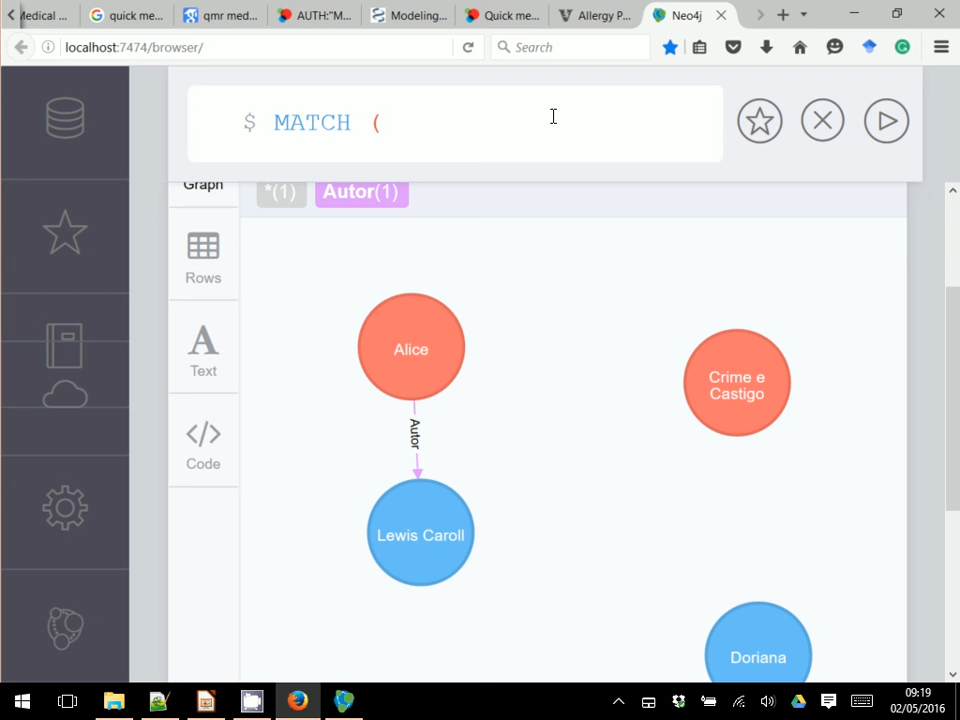 Medical ...
quick me...
qmr med...
AUTH:"M...
Modeling...
Quick me...
Allergy P...
Neo4j
localhost:7474/browser/
Search
$ MATCH (
Graph
*(1)
Autor(1)
Rows
Text
Code
Alice
Crime e
Castigo
Autor
Lewis Caroll
Doriana
09:19
02/05/2016